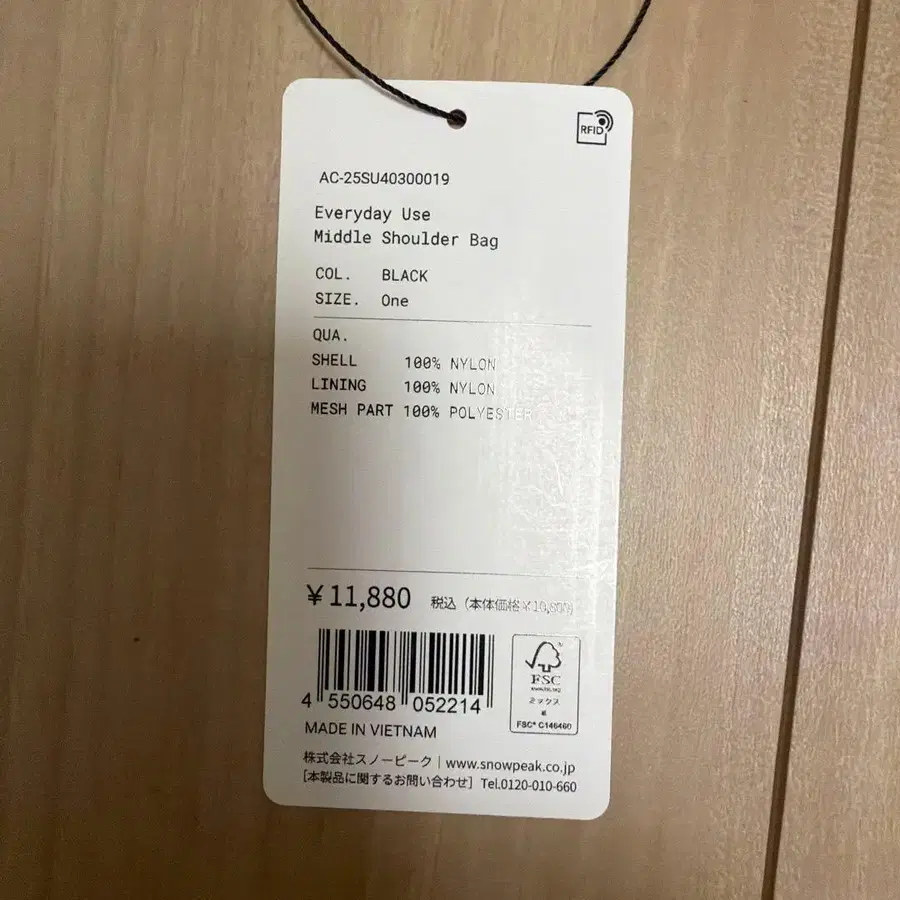 RFID
AC-25SU40300019
Everyday Use
Middle Shoulder Bag
COL. BLACK
SIZE. One
QUA.
SHELL 100% NYLON
LINING 100% NYLON
MESH PART 100% POLYESTER
¥11,880 税込（本体価格¥10,800）
4 550648 052214
FSC
www.fsc.org
ミックス
紙
FSC® C146460
MADE IN VIETNAM
株式会社スノーピーク｜www.snowpeak.co.jp
［本製品に関するお問い合わせ］Tel.0120-010-660